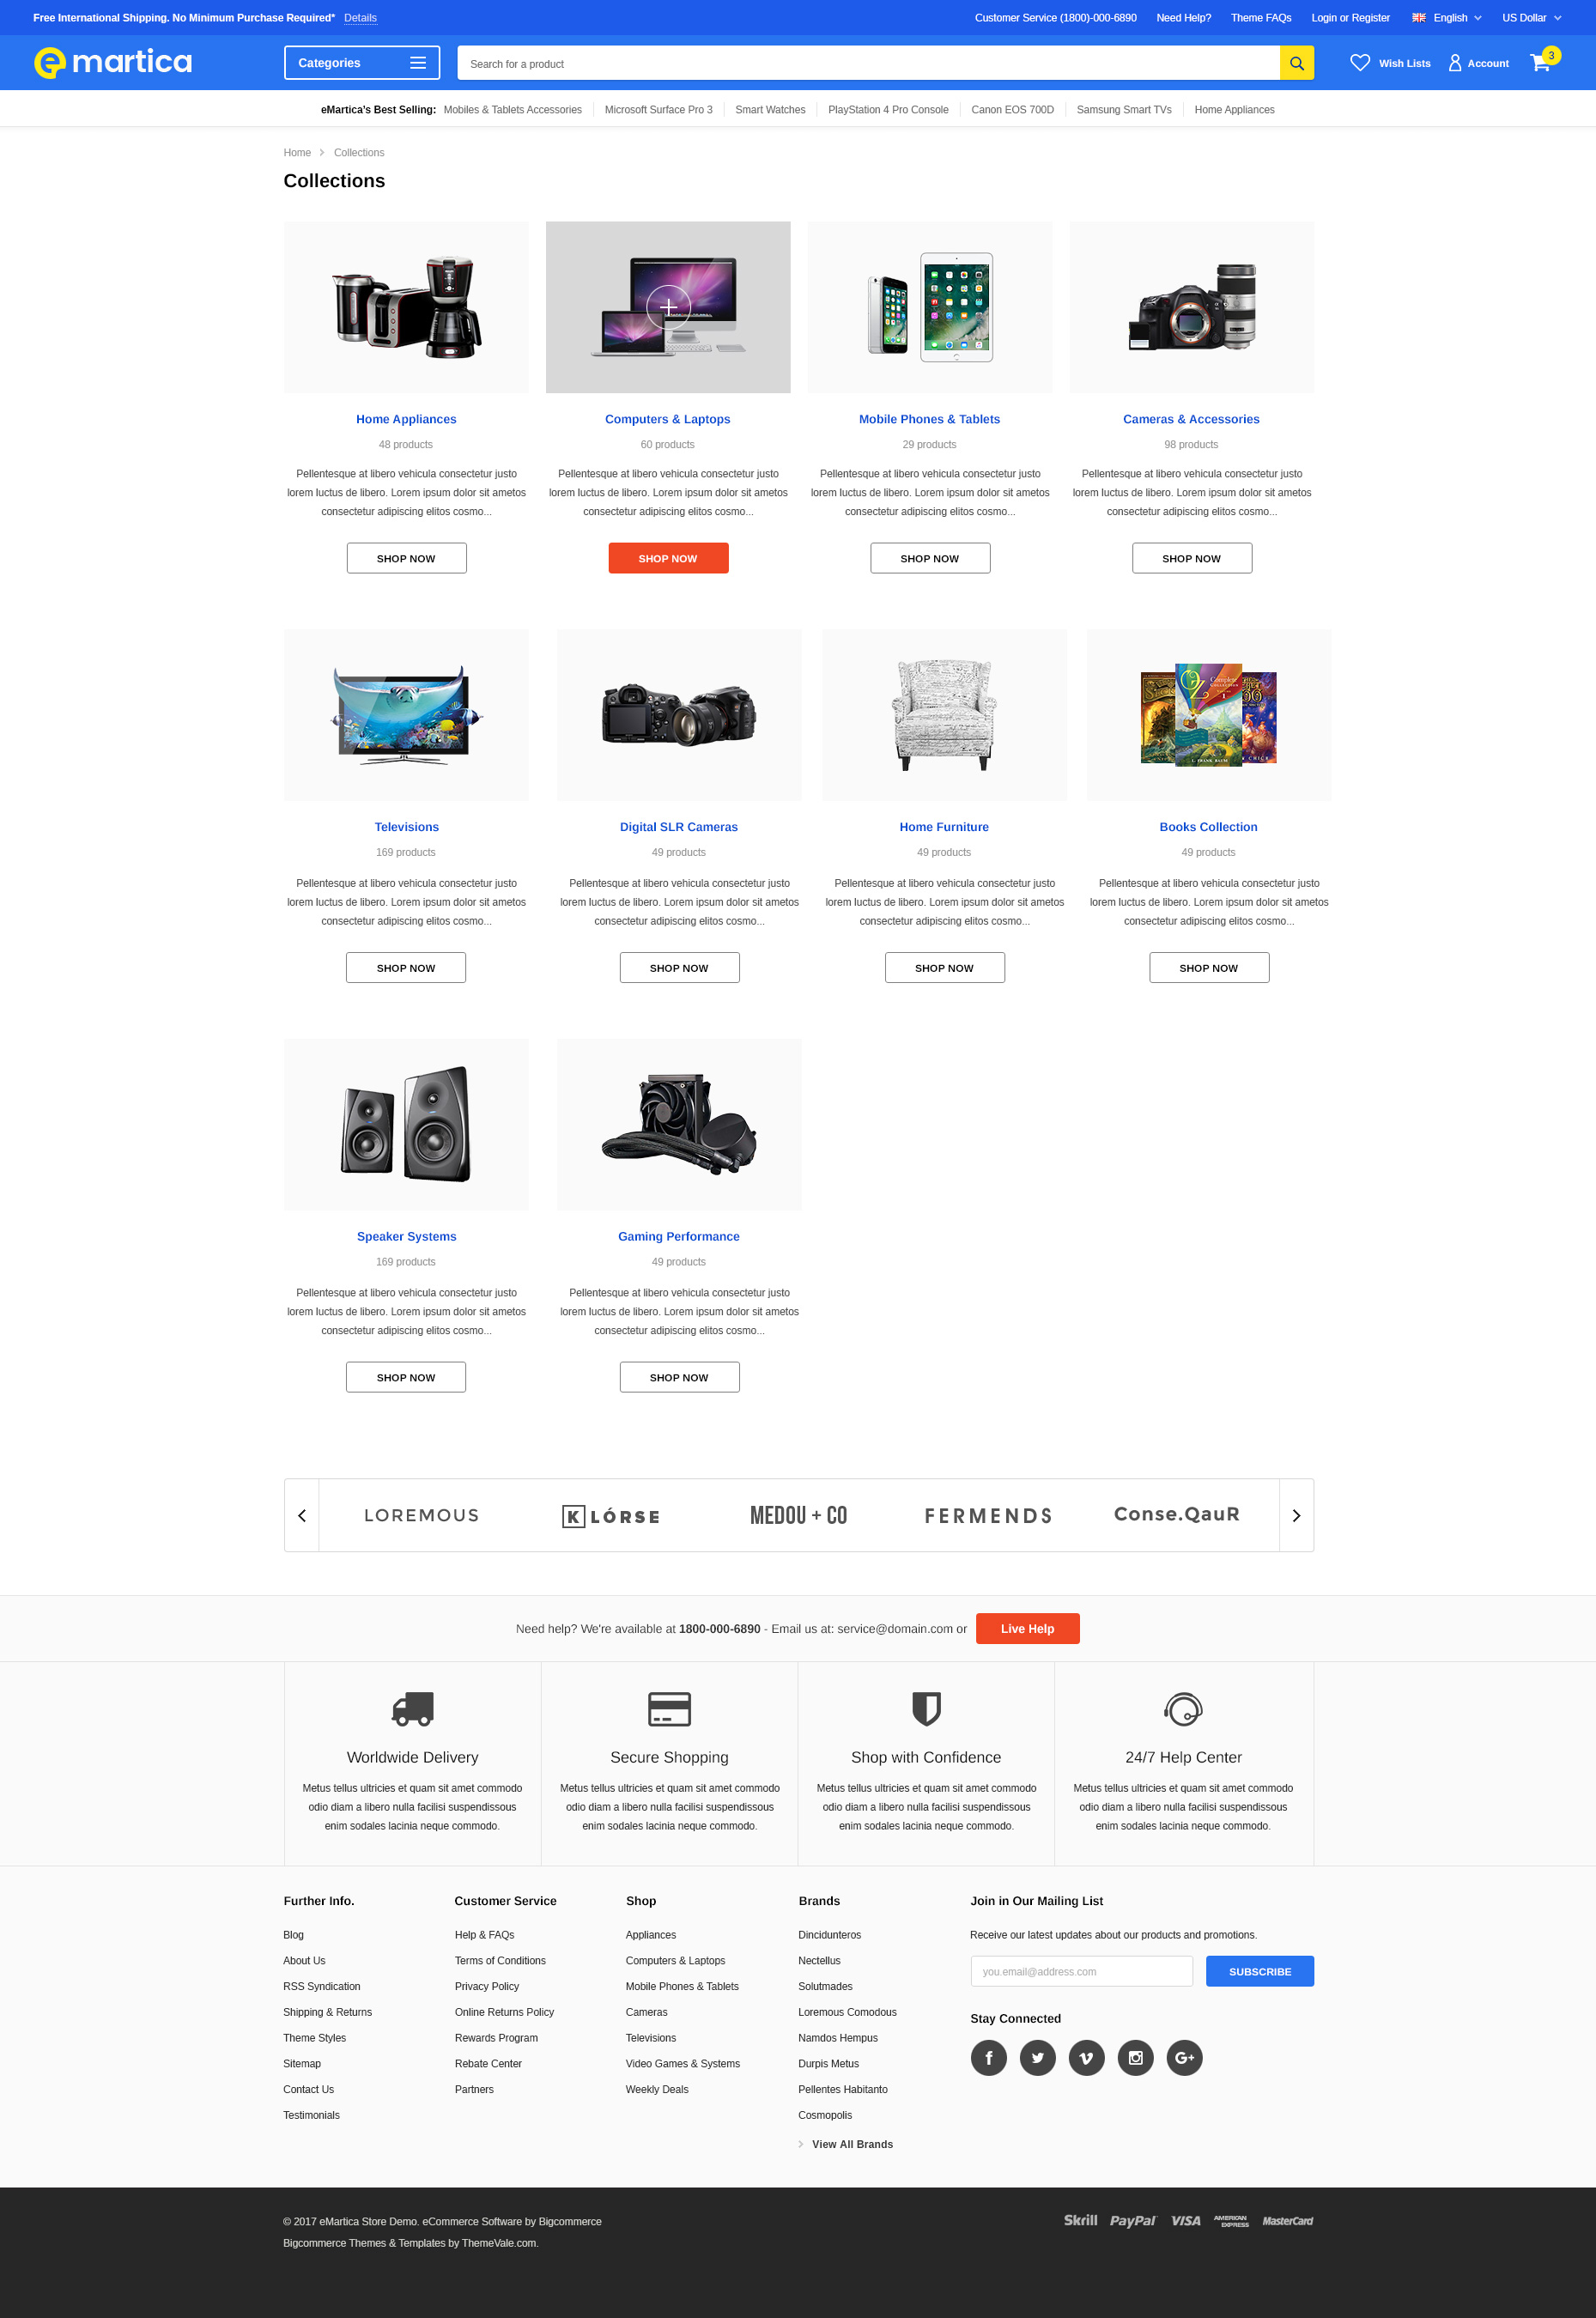 Free International Shipping. No Minimum Purchase Required* Details
Customer Service (1800)-000-6890 Need Help? Theme FAQs Login or Register English US Dollar
emartica
Categories
Search for a product
Wish Lists Account 3
eMartica's Best Selling: Mobiles & Tablets Accessories Microsoft Surface Pro 3 Smart Watches PlayStation 4 Pro Console Canon EOS 700D Samsung Smart TVs Home Appliances
Home Collections
Collections
Home Appliances
48 products
Pellentesque at libero vehicula consectetur justo
lorem luctus de libero. Lorem ipsum dolor sit ametos
consectetur adipiscing elitos cosmo...
SHOP NOW
Computers & Laptops
60 products
Pellentesque at libero vehicula consectetur justo
lorem luctus de libero. Lorem ipsum dolor sit ametos
consectetur adipiscing elitos cosmo...
SHOP NOW
Mobile Phones & Tablets
29 products
Pellentesque at libero vehicula consectetur justo
lorem luctus de libero. Lorem ipsum dolor sit ametos
consectetur adipiscing elitos cosmo...
SHOP NOW
Cameras & Accessories
98 products
Pellentesque at libero vehicula consectetur justo
lorem luctus de libero. Lorem ipsum dolor sit ametos
consectetur adipiscing elitos cosmo...
SHOP NOW
Televisions
169 products
Pellentesque at libero vehicula consectetur justo
lorem luctus de libero. Lorem ipsum dolor sit ametos
consectetur adipiscing elitos cosmo...
SHOP NOW
Digital SLR Cameras
49 products
Pellentesque at libero vehicula consectetur justo
lorem luctus de libero. Lorem ipsum dolor sit ametos
consectetur adipiscing elitos cosmo...
SHOP NOW
Home Furniture
49 products
Pellentesque at libero vehicula consectetur justo
lorem luctus de libero. Lorem ipsum dolor sit ametos
consectetur adipiscing elitos cosmo...
SHOP NOW
OZ
Books Collection
49 products
Pellentesque at libero vehicula consectetur justo
lorem luctus de libero. Lorem ipsum dolor sit ametos
consectetur adipiscing elitos cosmo...
SHOP NOW
Speaker Systems
169 products
Pellentesque at libero vehicula consectetur justo
lorem luctus de libero. Lorem ipsum dolor sit ametos
consectetur adipiscing elitos cosmo...
SHOP NOW
Gaming Performance
49 products
Pellentesque at libero vehicula consectetur justo
lorem luctus de libero. Lorem ipsum dolor sit ametos
consectetur adipiscing elitos cosmo...
SHOP NOW
LOREMOUS
K LÓRSE
MEDOU + CO
FERMENDS
Conse.QauR
Need help? We're available at 1800-000-6890 - Email us at: service@domain.com or Live Help
Worldwide Delivery
Metus tellus ultricies et quam sit amet commodo
odio diam a libero nulla facilisi suspendissous
enim sodales lacinia neque commodo.
Secure Shopping
Metus tellus ultricies et quam sit amet commodo
odio diam a libero nulla facilisi suspendissous
enim sodales lacinia neque commodo.
Shop with Confidence
Metus tellus ultricies et quam sit amet commodo
odio diam a libero nulla facilisi suspendissous
enim sodales lacinia neque commodo.
24/7 Help Center
Metus tellus ultricies et quam sit amet commodo
odio diam a libero nulla facilisi suspendissous
enim sodales lacinia neque commodo.
Further Info.
Blog
About Us
RSS Syndication
Shipping & Returns
Theme Styles
Sitemap
Contact Us
Testimonials
Customer Service
Help & FAQs
Terms of Conditions
Privacy Policy
Online Returns Policy
Rewards Program
Rebate Center
Partners
Shop
Appliances
Computers & Laptops
Mobile Phones & Tablets
Cameras
Televisions
Video Games & Systems
Weekly Deals
Brands
Dincidunteros
Nectellus
Solutmades
Loremous Comodous
Namdos Hempus
Durpis Metus
Pellentes Habitanto
Cosmopolis
View All Brands
Join in Our Mailing List
Receive our latest updates about our products and promotions.
you.email@address.com
SUBSCRIBE
Stay Connected
© 2017 eMartica Store Demo. eCommerce Software by Bigcommerce
Bigcommerce Themes & Templates by ThemeVale.com.
Skrill PayPal VISA AMERICAN EXPRESS MasterCard